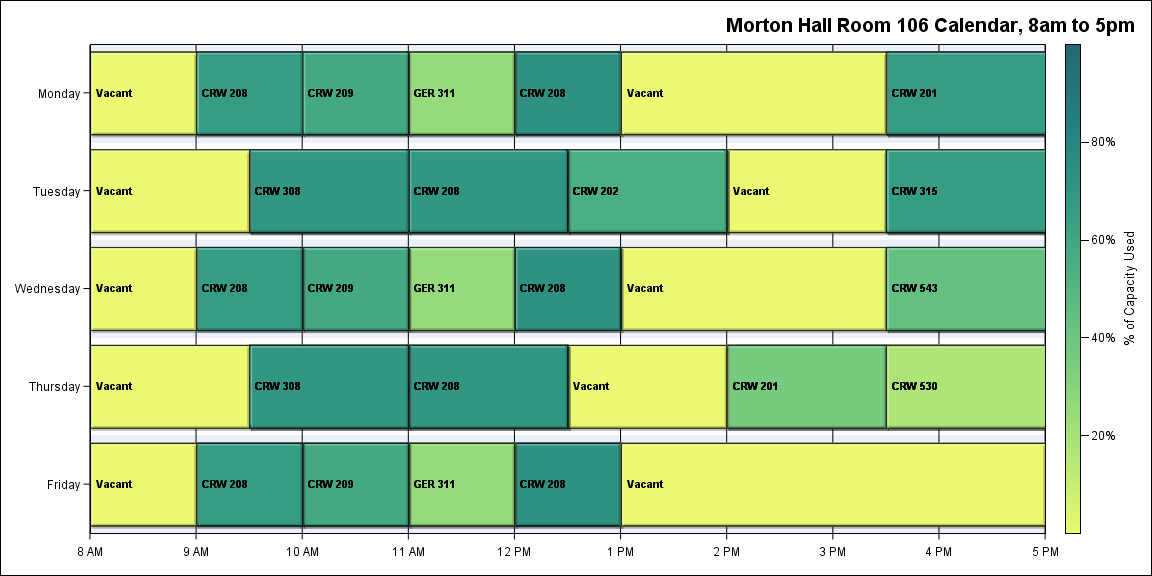 Morton Hall Room 106 Calendar, 8am to 5pm
Monday
Vacant
CRW 208
CRW 209
GER 311
CRW 208
Vacant
CRW 201
Tuesday
Vacant
CRW 308
CRW 208
CRW 202
Vacant
CRW 315
Wednesday
Vacant
CRW 208
CRW 209
GER 311
CRW 208
Vacant
CRW 543
Thursday
Vacant
CRW 308
CRW 208
Vacant
CRW 201
CRW 530
Friday
Vacant
CRW 208
CRW 209
GER 311
CRW 208
Vacant
8 AM
9 AM
10 AM
11 AM
12 PM
1 PM
2 PM
3 PM
4 PM
5 PM
80%
60%
40%
20%
% of Capacity Used